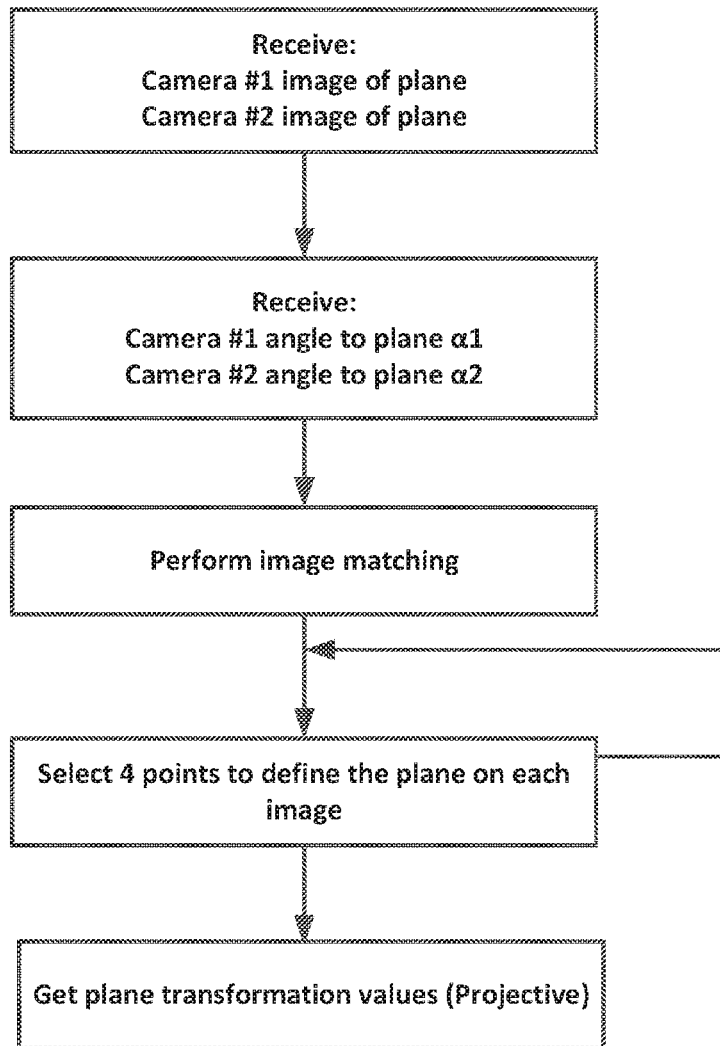 Receive:
Camera #1 image of plane
Camera #2 image of plane
Receive:
Camera #1 angle to plane α1
Camera #2 angle to plane α2
Perform image matching
Select 4 points to define the plane on each
image
Get plane transformation values (Projective)